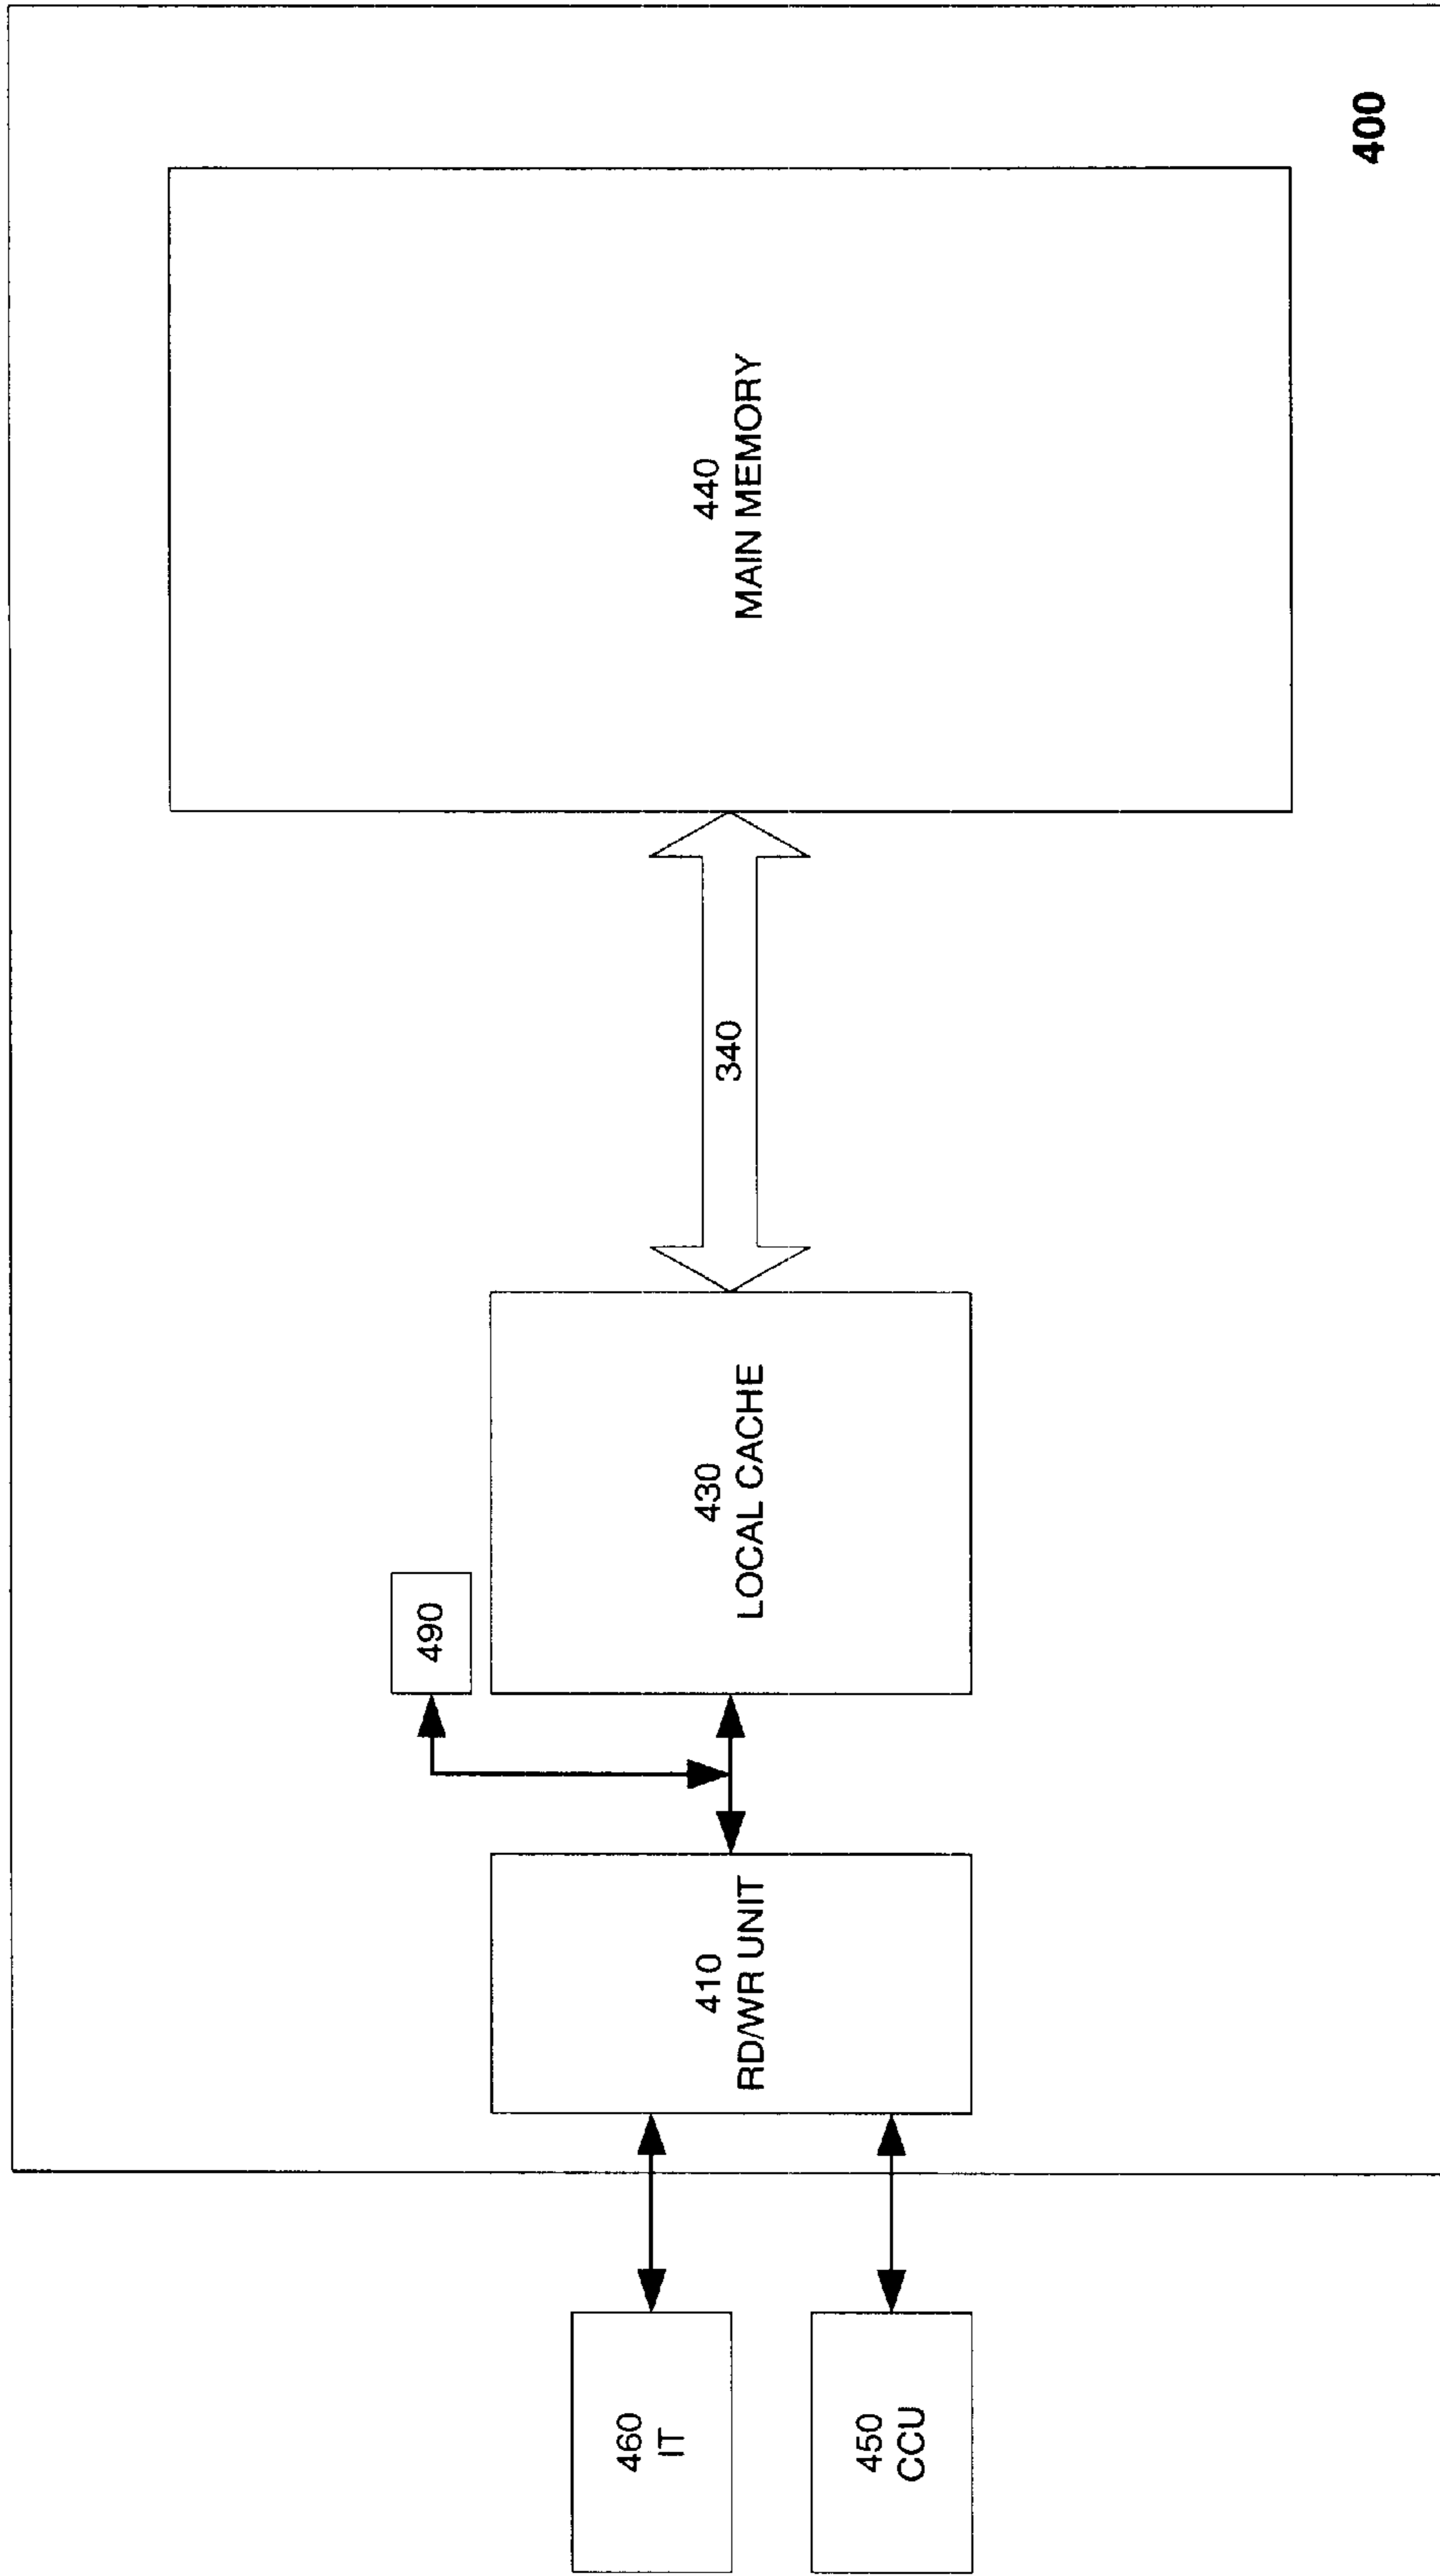 460
IT
450
CCU
410
RD/WR UNIT
490
430
LOCAL CACHE
340
440
MAIN MEMORY
400